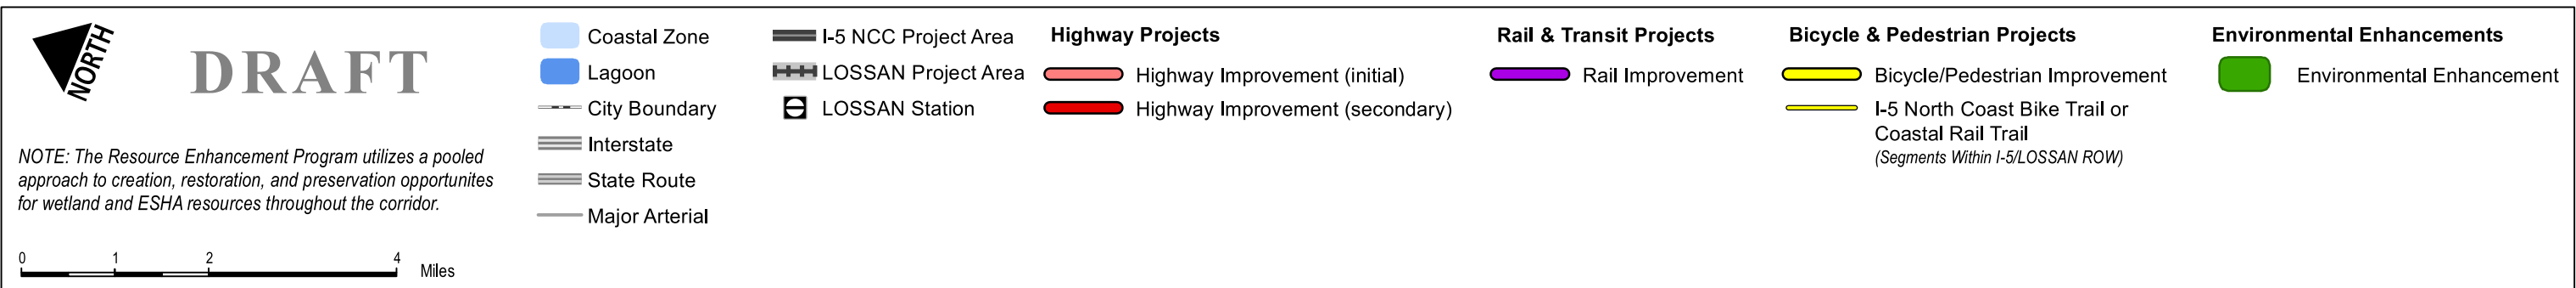 NORTH
DRAFT
NOTE: The Resource Enhancement Program utilizes a pooled
approach to creation, restoration, and preservation opportunites
for wetland and ESHA resources throughout the corridor.
0 1 2 4 Miles
Coastal Zone
Lagoon
City Boundary
Interstate
State Route
Major Arterial
I-5 NCC Project Area
LOSSAN Project Area
LOSSAN Station
Highway Projects
Highway Improvement (initial)
Highway Improvement (secondary)
Rail & Transit Projects
Rail Improvement
Bicycle & Pedestrian Projects
Bicycle/Pedestrian Improvement
I-5 North Coast Bike Trail or
Coastal Rail Trail
(Segments Within I-5/LOSSAN ROW)
Environmental Enhancements
Environmental Enhancement